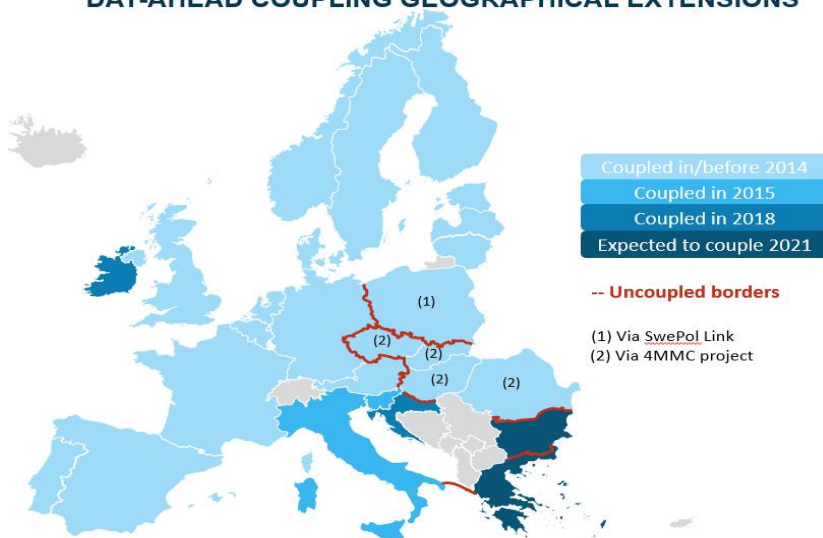 DAY-AHEAD COUPLING GEOGRAPHICAL EXTENSIONS
Coupled in/before 2014
Coupled in 2015
Coupled in 2018
Expected to couple 2021
-- Uncoupled borders
(1) Via SwePol Link
(2) Via 4MMC project
(1)
(2)
(2)
(2)
(2)